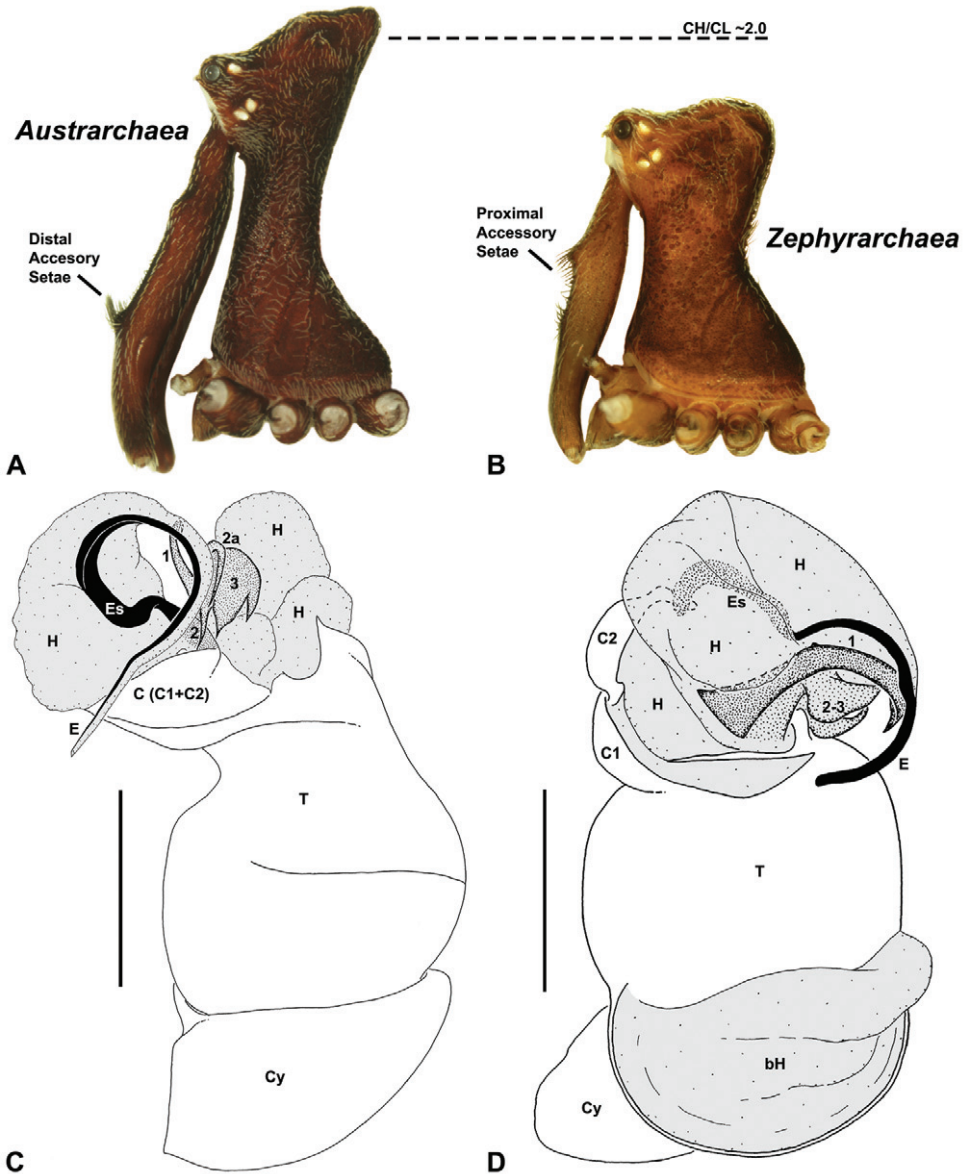 CH/CL ~2.0
Austrarchaea
Distal
Accesory
Setae
Proximal
Accessory
Setae
Zephyrarchaea
A
B
H
1
2a
H
3
Es
H
2
H
C (C1+C2)
E
T
Cy
C
H
Es
C2
H
1
H
2-3
C1
E
T
bH
Cy
D